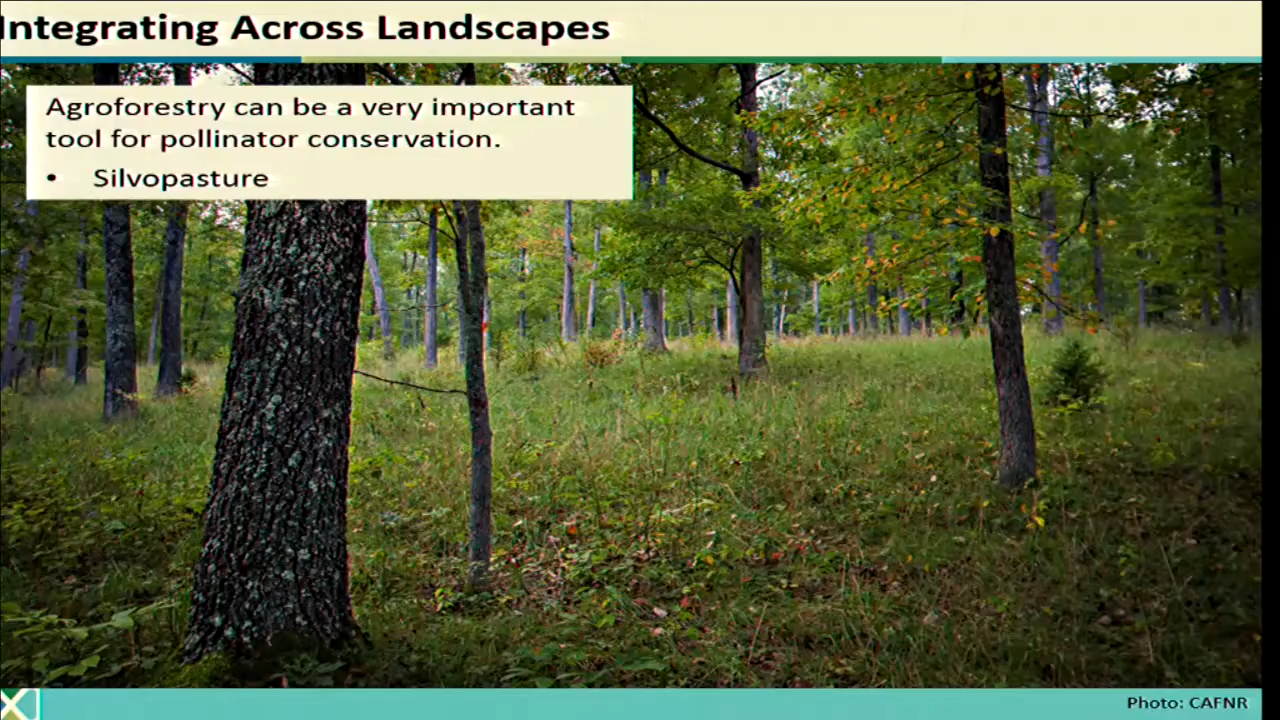 Integrating Across Landscapes
Agroforestry can be a very important
tool for pollinator conservation.
• Silvopasture
Photo: CAFNR